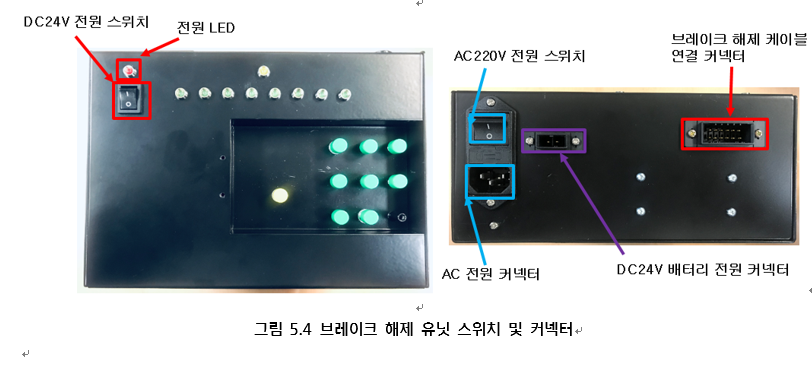 DC24V 전원 스위치
전원 LED
AC220V 전원 스위치
브레이크 해제 케이블
연결 커넥터
AC 전원 커넥터
DC24V 배터리 전원 커넥터
그림 5.4 브레이크 해제 유닛 스위치 및 커넥터